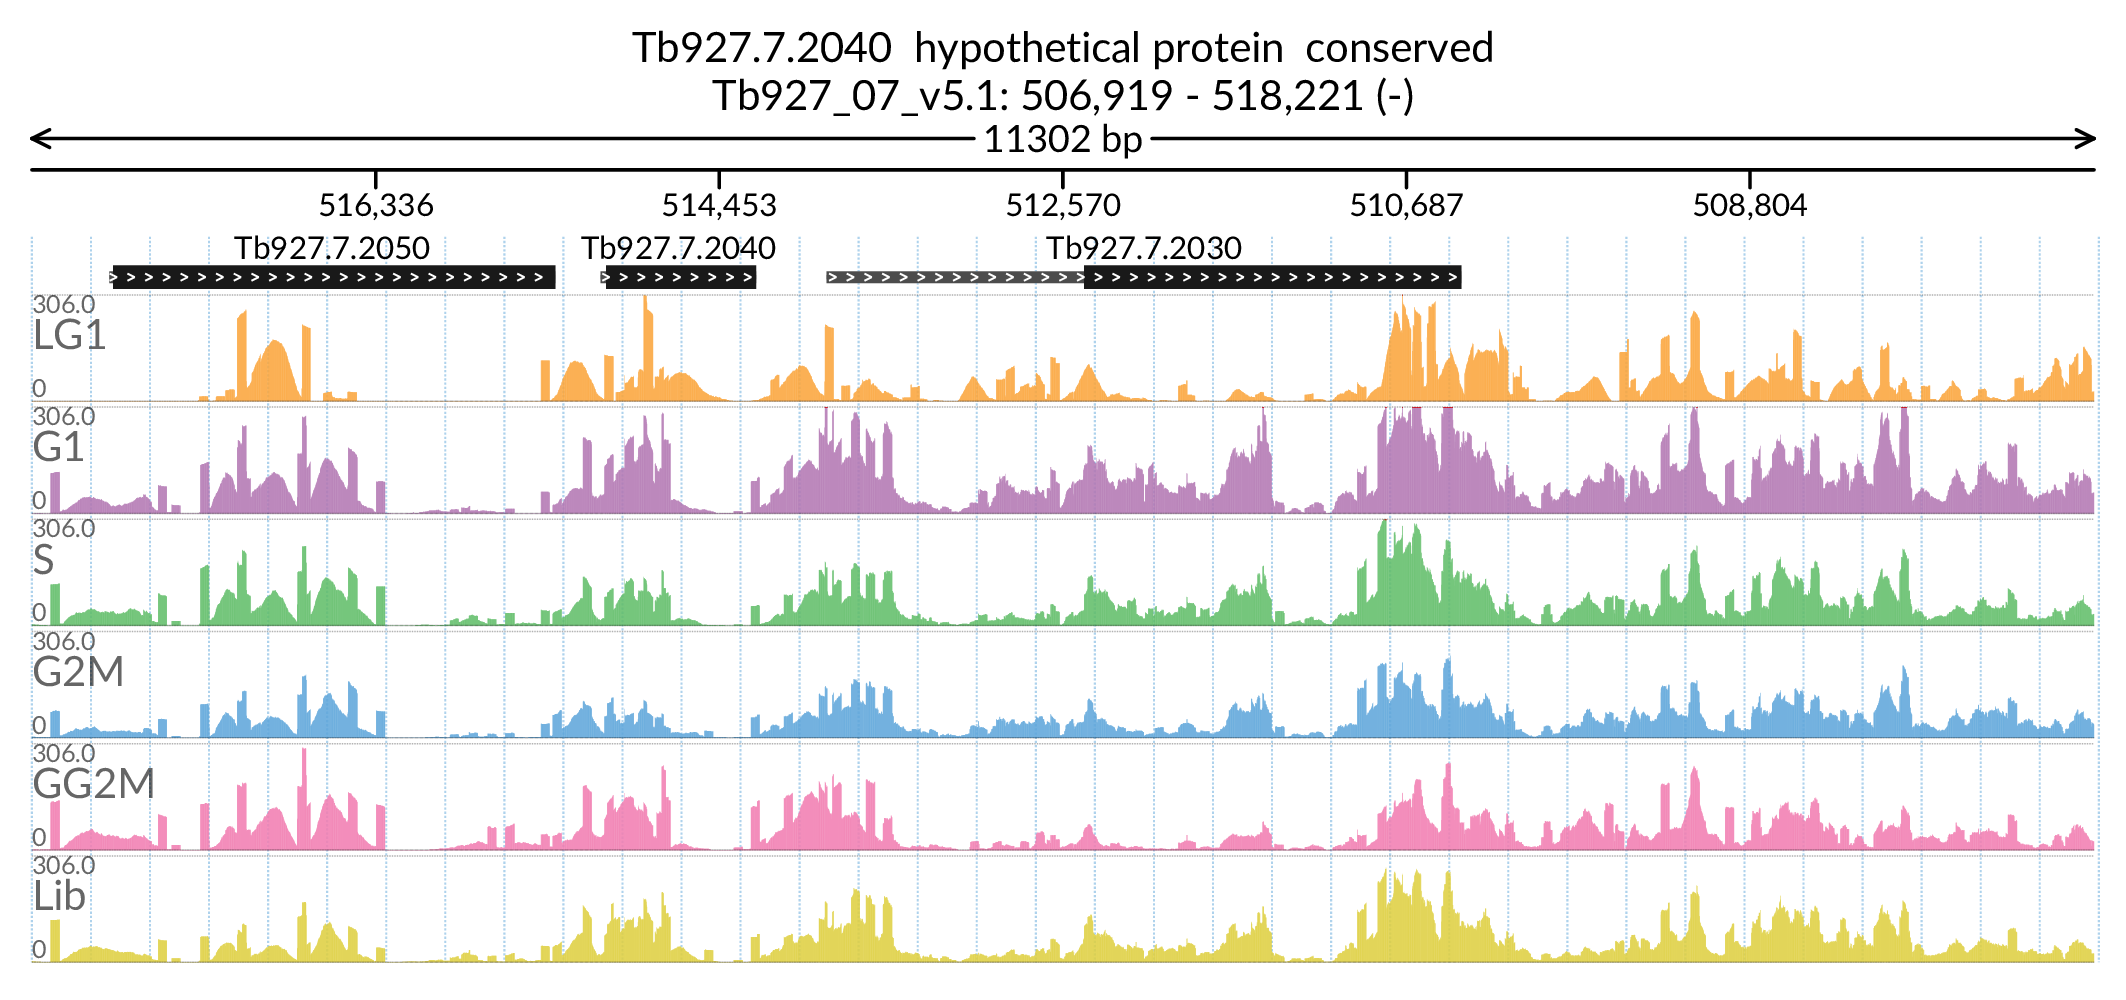 Tb927.7.2040  hypothetical protein  conserved
Tb927_07_v5.1: 506,919 - 518,221 (-)
11302 bp
516,336 514,453 512,570 510,687 508,804
Tb927.7.2050 Tb927.7.2040 Tb927.7.2030
306.0
LG1
0
306.0
G1
0
306.0
S
0
306.0
G2M
0
306.0
GG2M
0
306.0
Lib
0